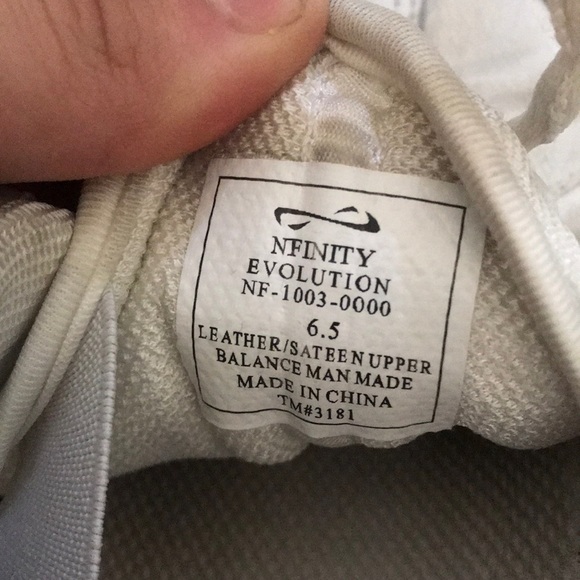 NFINITY
EVOLUTION
NF-1003-0000
6.5
LEATHER/SATEEN UPPER
BALANCE MAN MADE
MADE IN CHINA
TM#3181